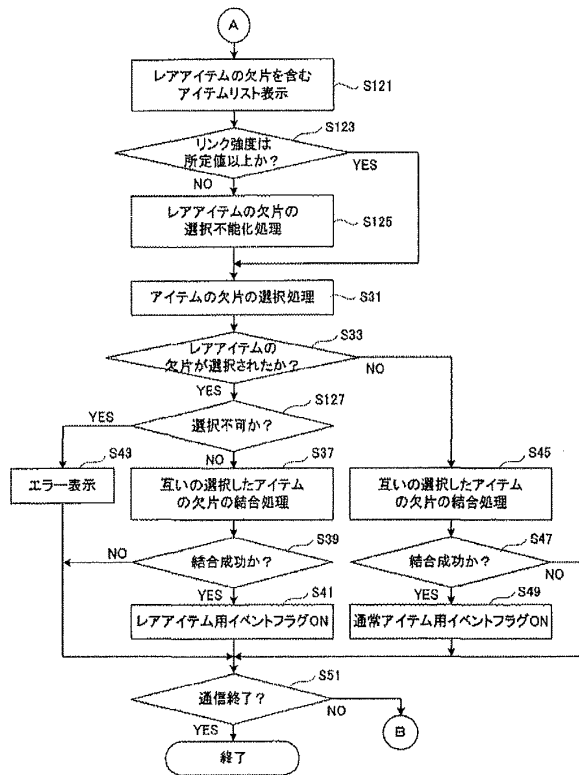 A
レアアイテムの欠片を含む
アイテムリスト表示
S121
S123
リンク強度は
所定値以上か?
YES
NO
レアアイテムの欠片の
選択不能化処理
S125
アイテムの欠片の選択処理
S31
S33
レアアイテムの
欠片が選択されたか?
NO
YES
S127
YES
選択不可か?
S43
NO
S37
S45
エラー表示
互いの選択したアイテム
の欠片の結合処理
互いの選択したアイテム
の欠片の結合処理
S39
S47
NO
結合成功か?
結合成功か?
NO
YES
S41
YES
S49
レアアイテム用イベントフラグON
通常アイテム用イベントフラグON
S51
通信終了?
NO
YES
B
終了